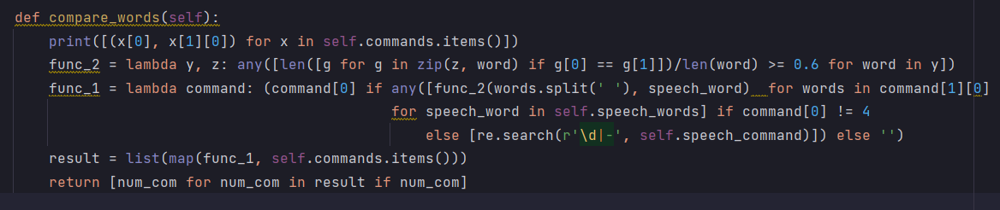 def compare_words(self):
    print([(x[0], x[1][0]) for x in self.commands.items()])
    func_2 = lambda y, z: any([len([g for g in zip(z, word) if g[0] == g[1]])/len(word) >= 0.6 for word in y])
    func_1 = lambda command: (command[0] if any([func_2(words.split(' '), speech_word)  for words in command[1][0]
                                            for speech_word in self.speech_words] if command[0] != 4
                                                else [re.search(r'\d|-', self.speech_command)]) else '')
    result = list(map(func_1, self.commands.items()))
    return [num_com for num_com in result if num_com]